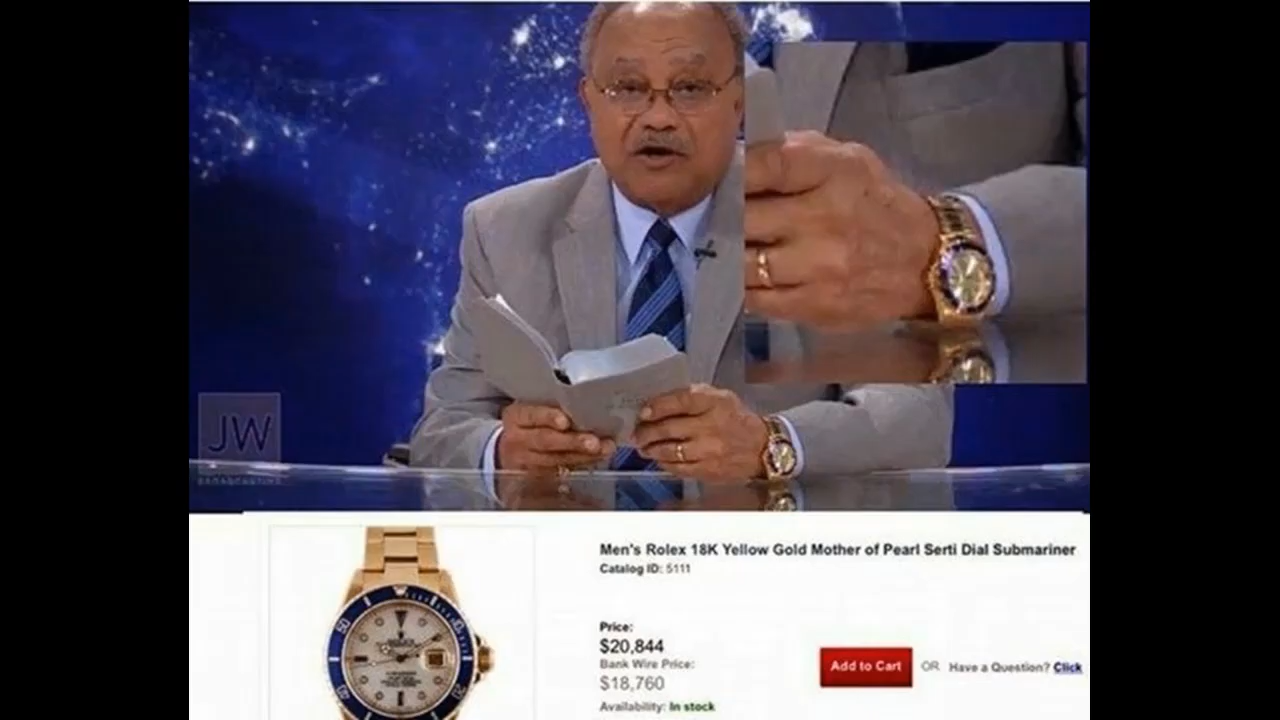 JW
BROADCASTING
Men's Rolex 18K Yellow Gold Mother of Pearl Serti Dial Submariner
Catalog ID: 5111
Price:
$20,844
Bank Wire Price:
$18,760
Add to Cart OR Have a Question? Click
Availability: In stock